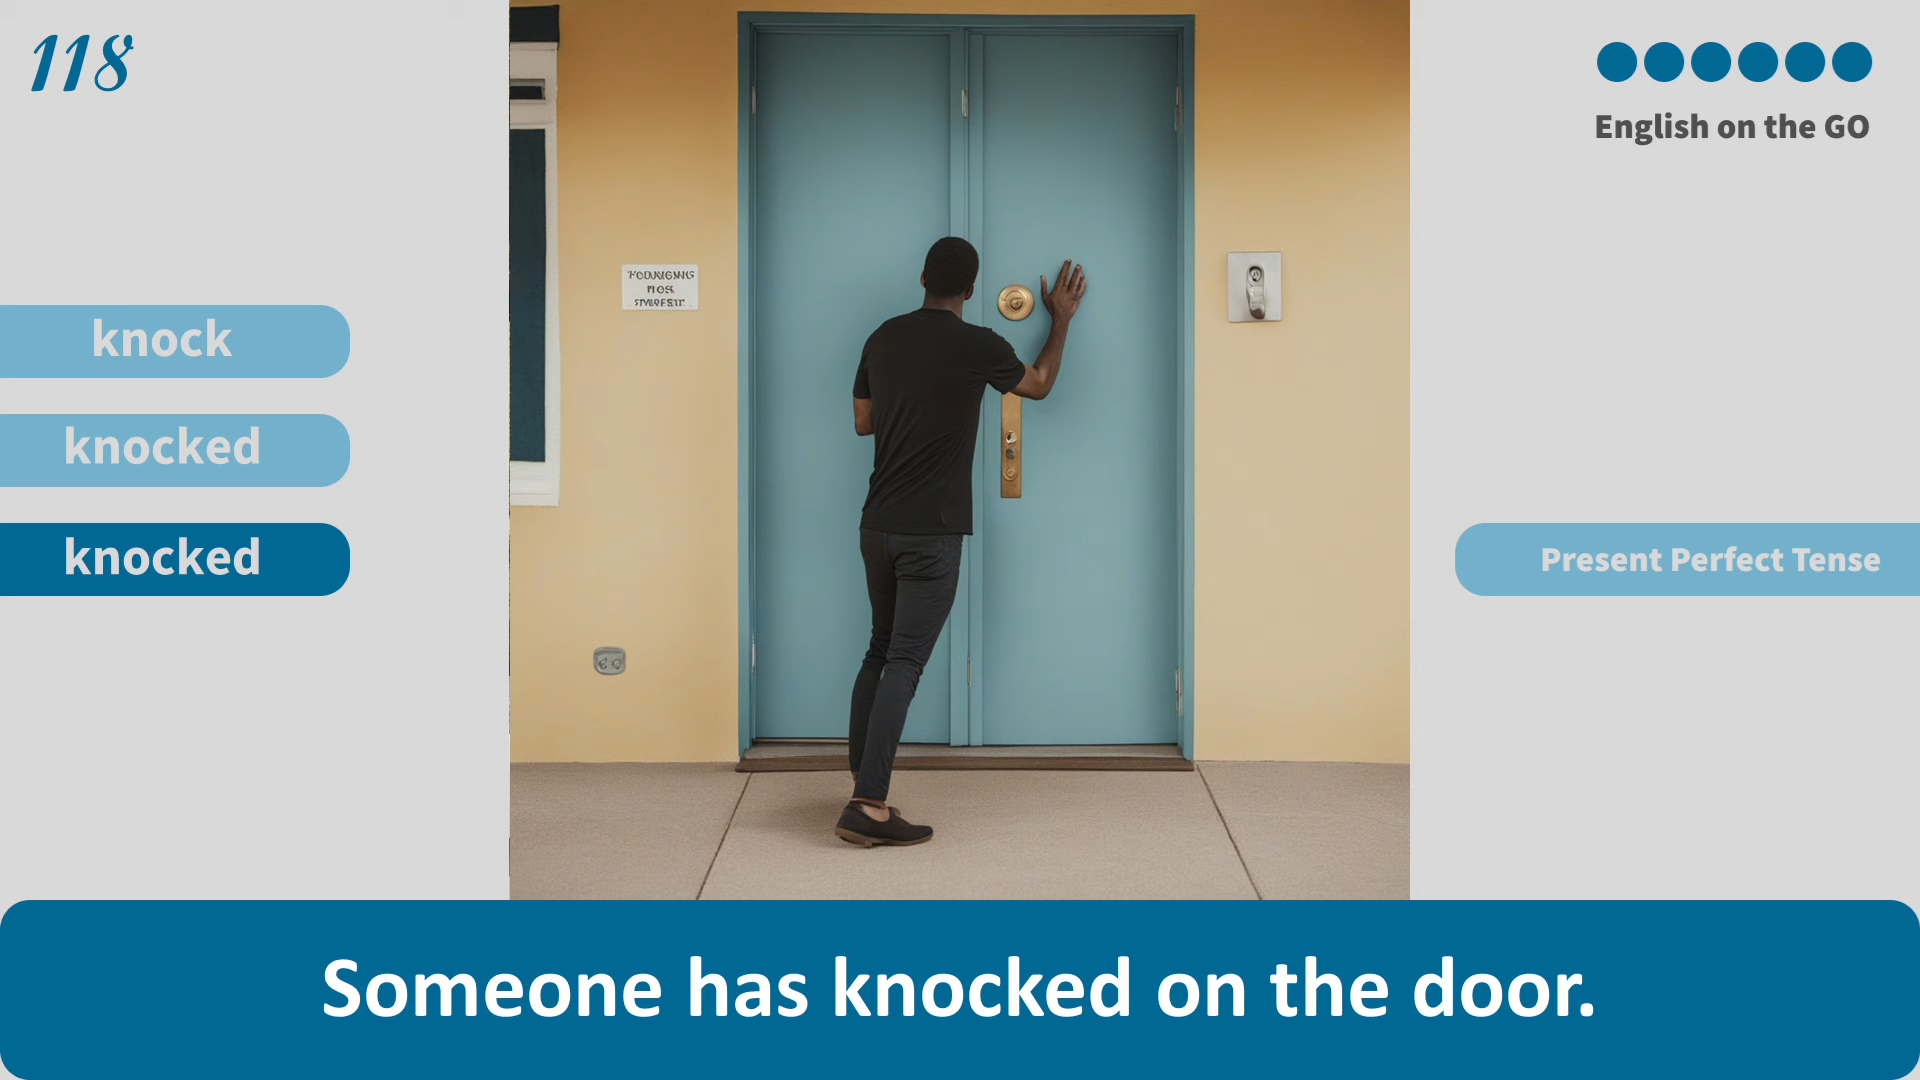 118
English on the GO
knock
knocked
knocked
Present Perfect Tense
Someone has knocked on the door.